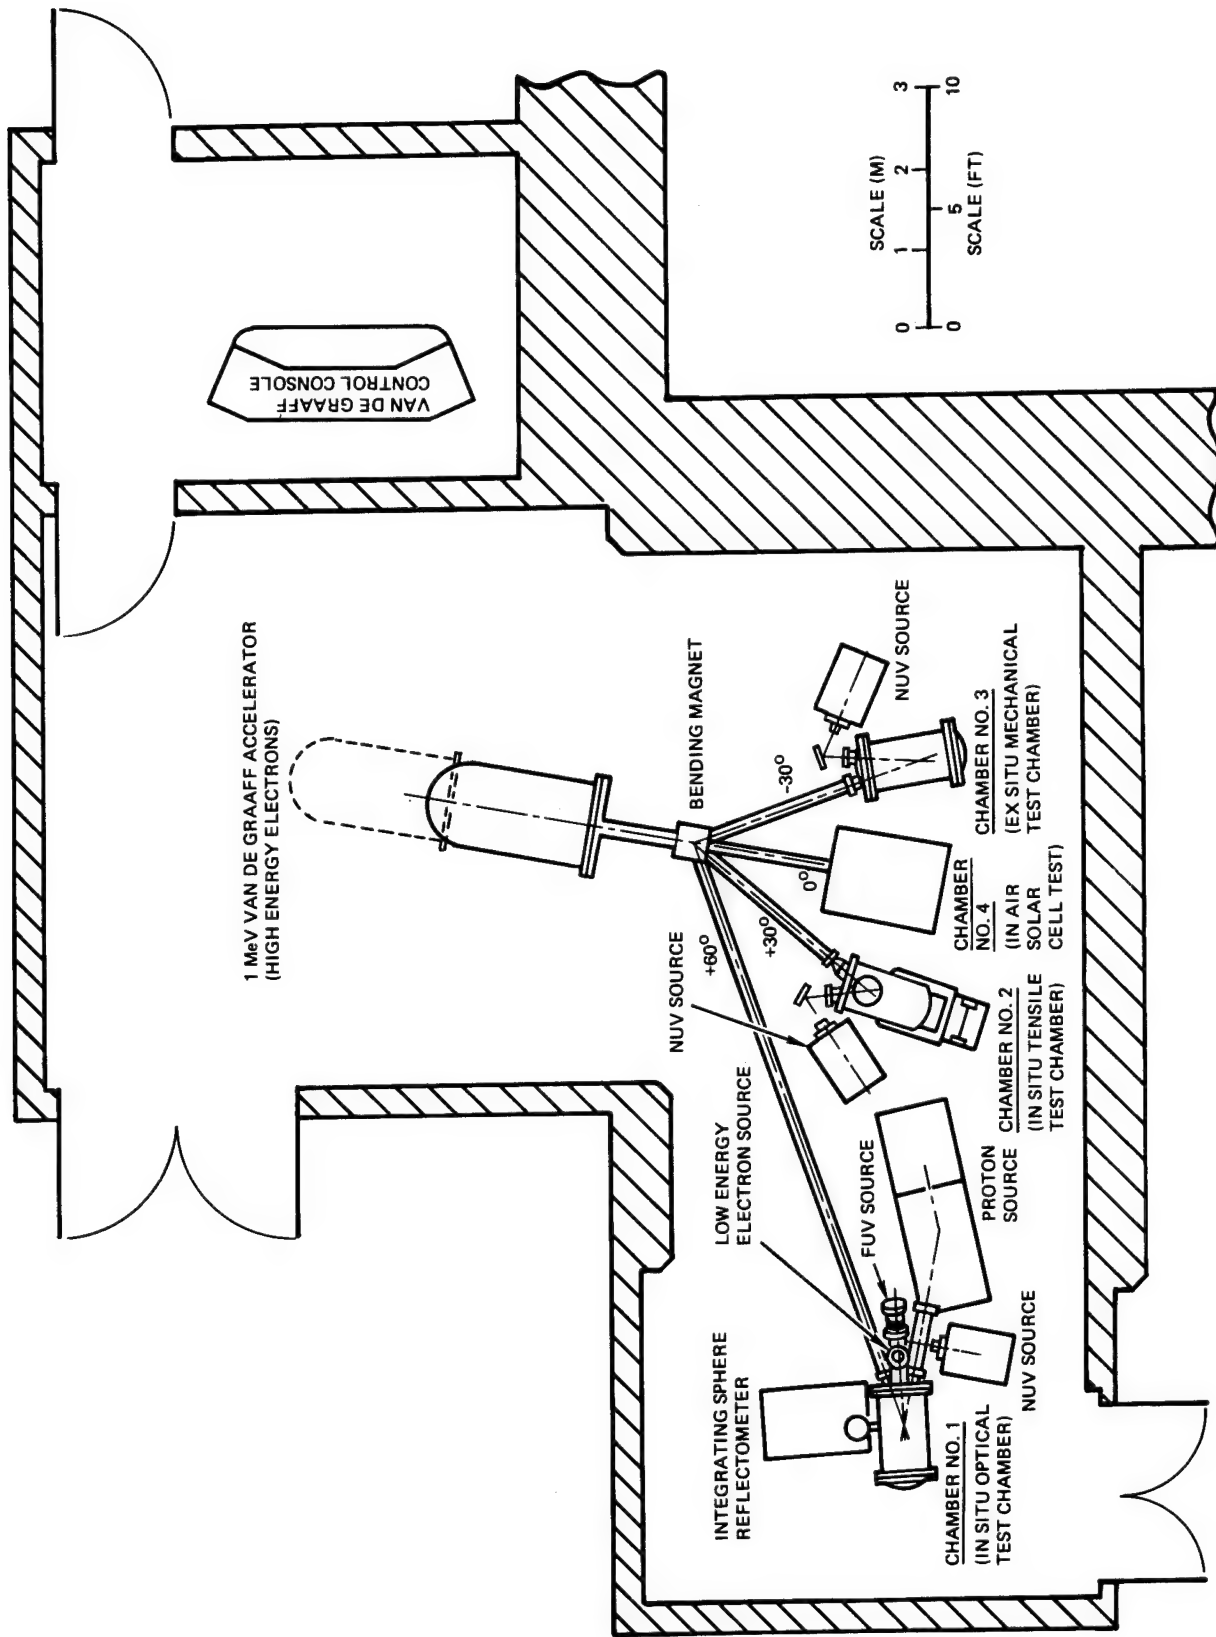 1 MeV VAN DE GRAAFF ACCELERATOR
(HIGH ENERGY ELECTRONS)
VAN DE GRAAFF
CONTROL CONSOLE
BENDING MAGNET
NUV SOURCE
-30°
0°
+30°
+60°
NUV SOURCE
LOW ENERGY
ELECTRON SOURCE
FUV SOURCE
INTEGRATING SPHERE
REFLECTOMETER
CHAMBER NO. 1
(IN SITU OPTICAL
TEST CHAMBER)
NUV SOURCE
PROTON
SOURCE
CHAMBER NO. 2
(IN SITU TENSILE
TEST CHAMBER)
CHAMBER
NO. 4
(IN AIR
SOLAR
CELL TEST)
CHAMBER NO. 3
(EX SITU MECHANICAL
TEST CHAMBER)
SCALE (M)
0 1 2 3
0 5 10
SCALE (FT)